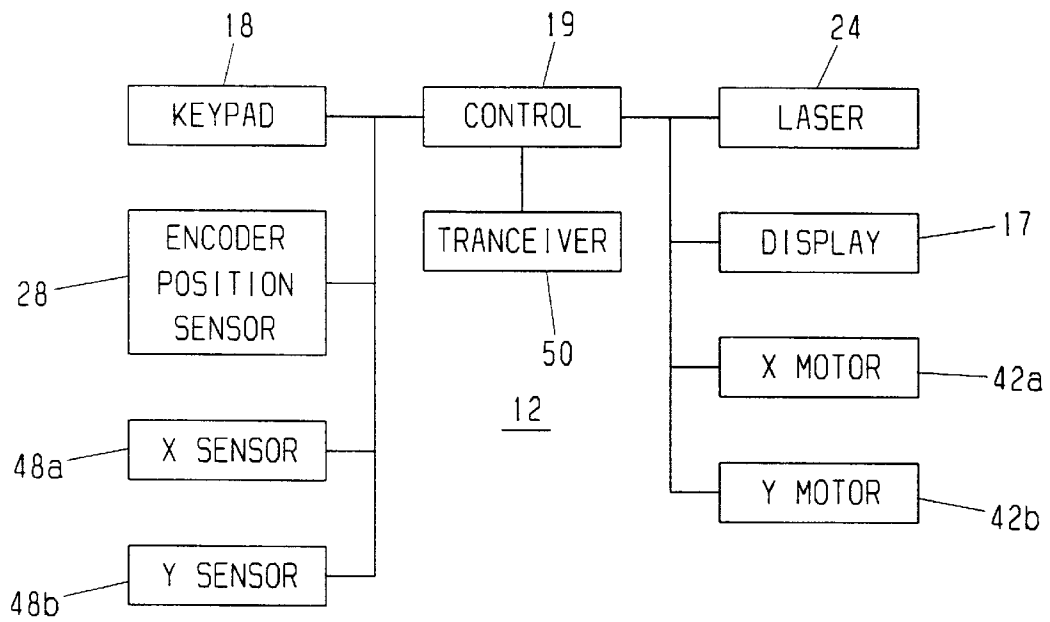 18
19
24
KEYPAD
CONTROL
LASER
ENCODER
POSITION
SENSOR
TRANCEIVER
DISPLAY
17
28
50
X MOTOR
42a
12
X SENSOR
48a
Y MOTOR
42b
Y SENSOR
48b